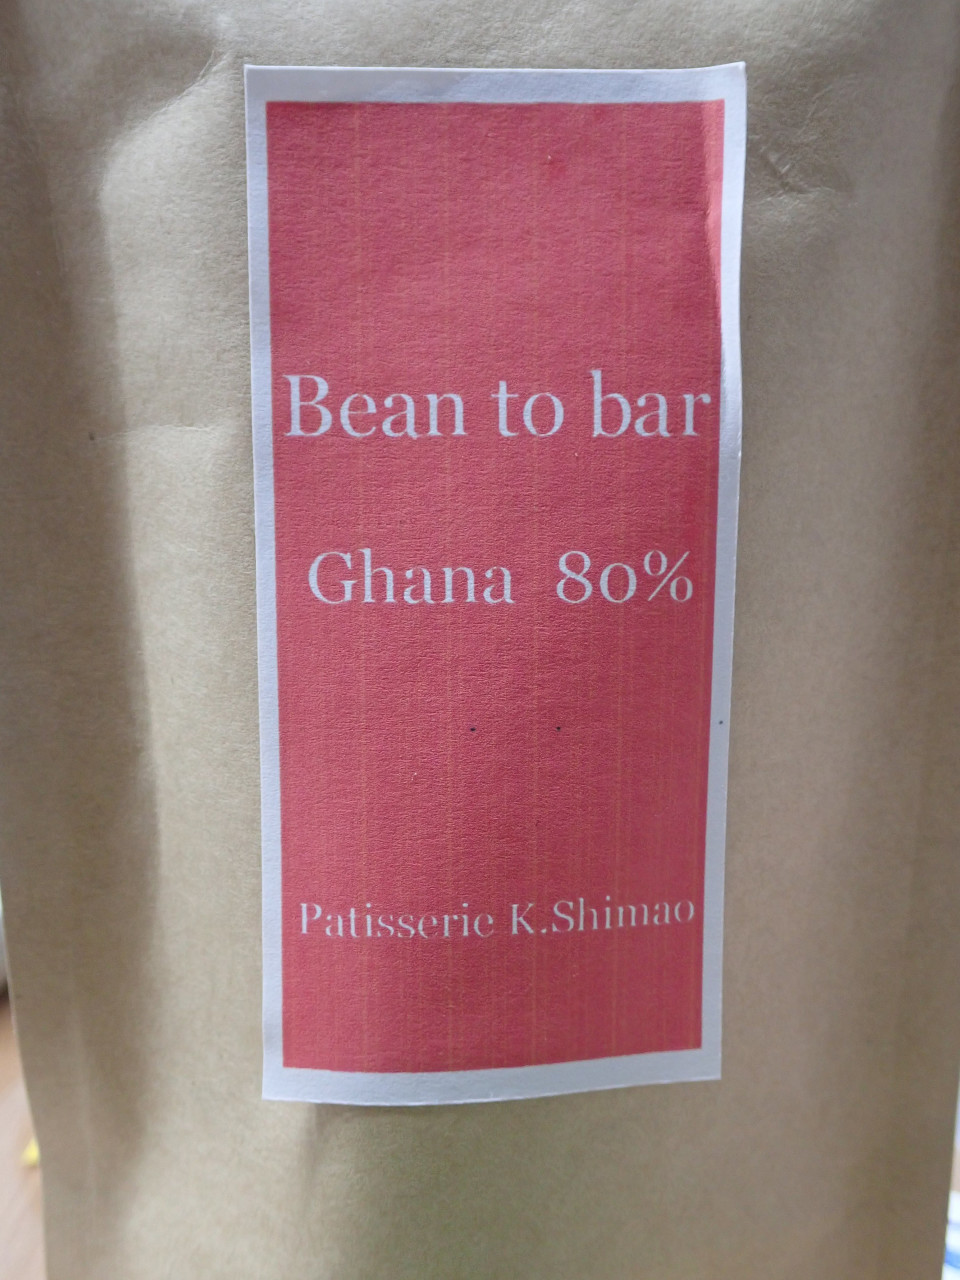 Bean to bar
Ghana 80%
Patisserie K.Shimao